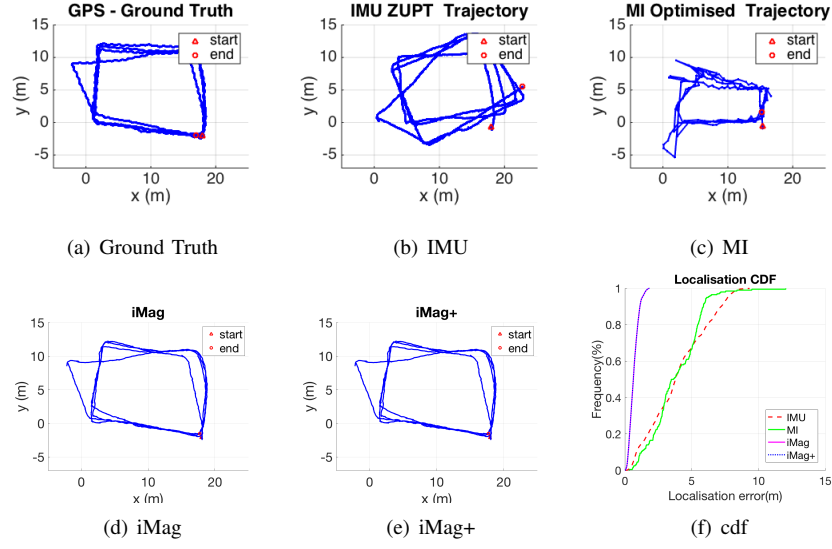 GPS - Ground Truth
15
10
5
0
-5
y (m)
0
10
20
x (m)
start
end
(a) Ground Truth
IMU ZUPT Trajectory
15
10
5
0
-5
y (m)
0
10
20
x (m)
start
end
(b) IMU
MI Optimised Trajectory
15
10
5
0
-5
y (m)
0
10
20
x (m)
start
end
(c) MI
iMag
15
10
5
0
-5
y (m)
0
10
20
x (m)
start
end
(d) iMag
iMag+
15
10
5
0
-5
y (m)
0
10
20
x (m)
start
end
(e) iMag+
Localisation CDF
1
0.8
0.6
0.4
0.2
0
Frequency(%)
0
5
10
15
Localisation error(m)
IMU
MI
iMag
iMag+
(f) cdf